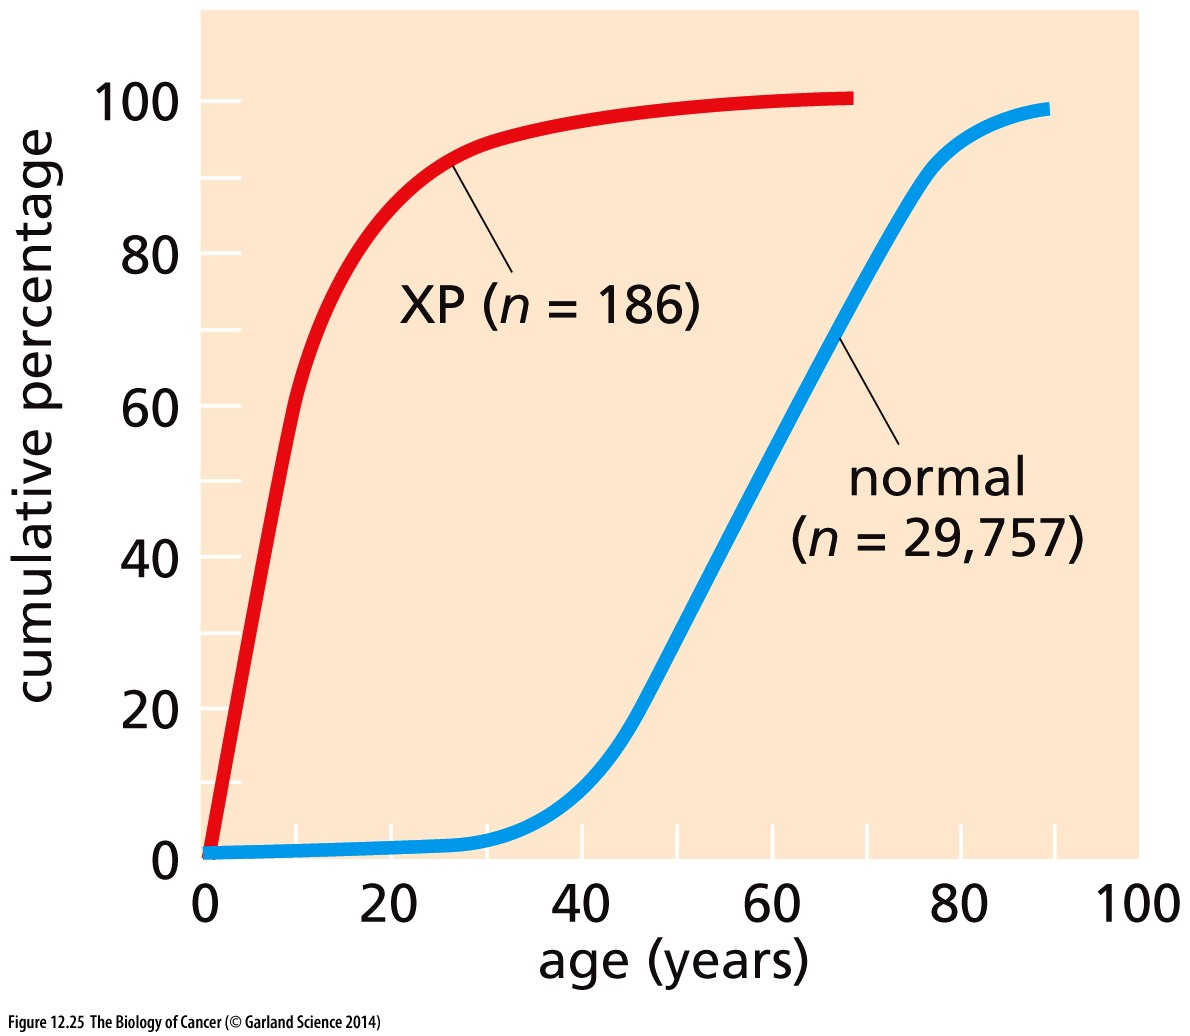 cumulative percentage
100
80
60
40
20
0
XP (n = 186)
normal
(n = 29,757)
0 20 40 60 80 100
age (years)
Figure 12.25 The Biology of Cancer (© Garland Science 2014)